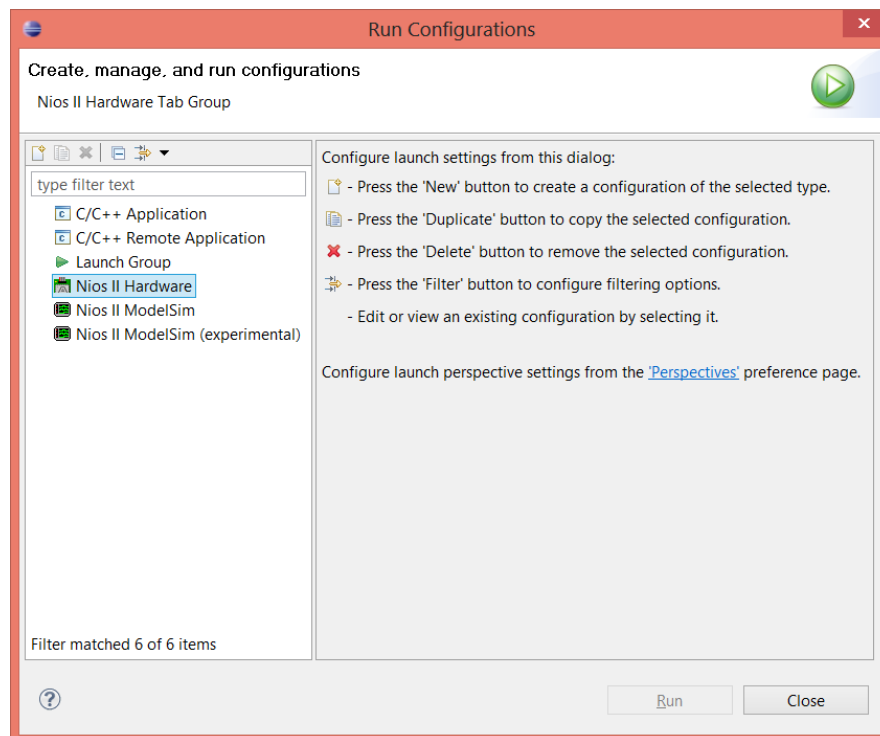 Run Configurations
Create, manage, and run configurations
Nios II Hardware Tab Group
type filter text
C/C++ Application
C/C++ Remote Application
Launch Group
Nios II Hardware
Nios II ModelSim
Nios II ModelSim (experimental)
Filter matched 6 of 6 items
Configure launch settings from this dialog:
- Press the 'New' button to create a configuration of the selected type.
- Press the 'Duplicate' button to copy the selected configuration.
- Press the 'Delete' button to remove the selected configuration.
- Press the 'Filter' button to configure filtering options.
- Edit or view an existing configuration by selecting it.
Configure launch perspective settings from the 'Perspectives' preference page.
Run
Close